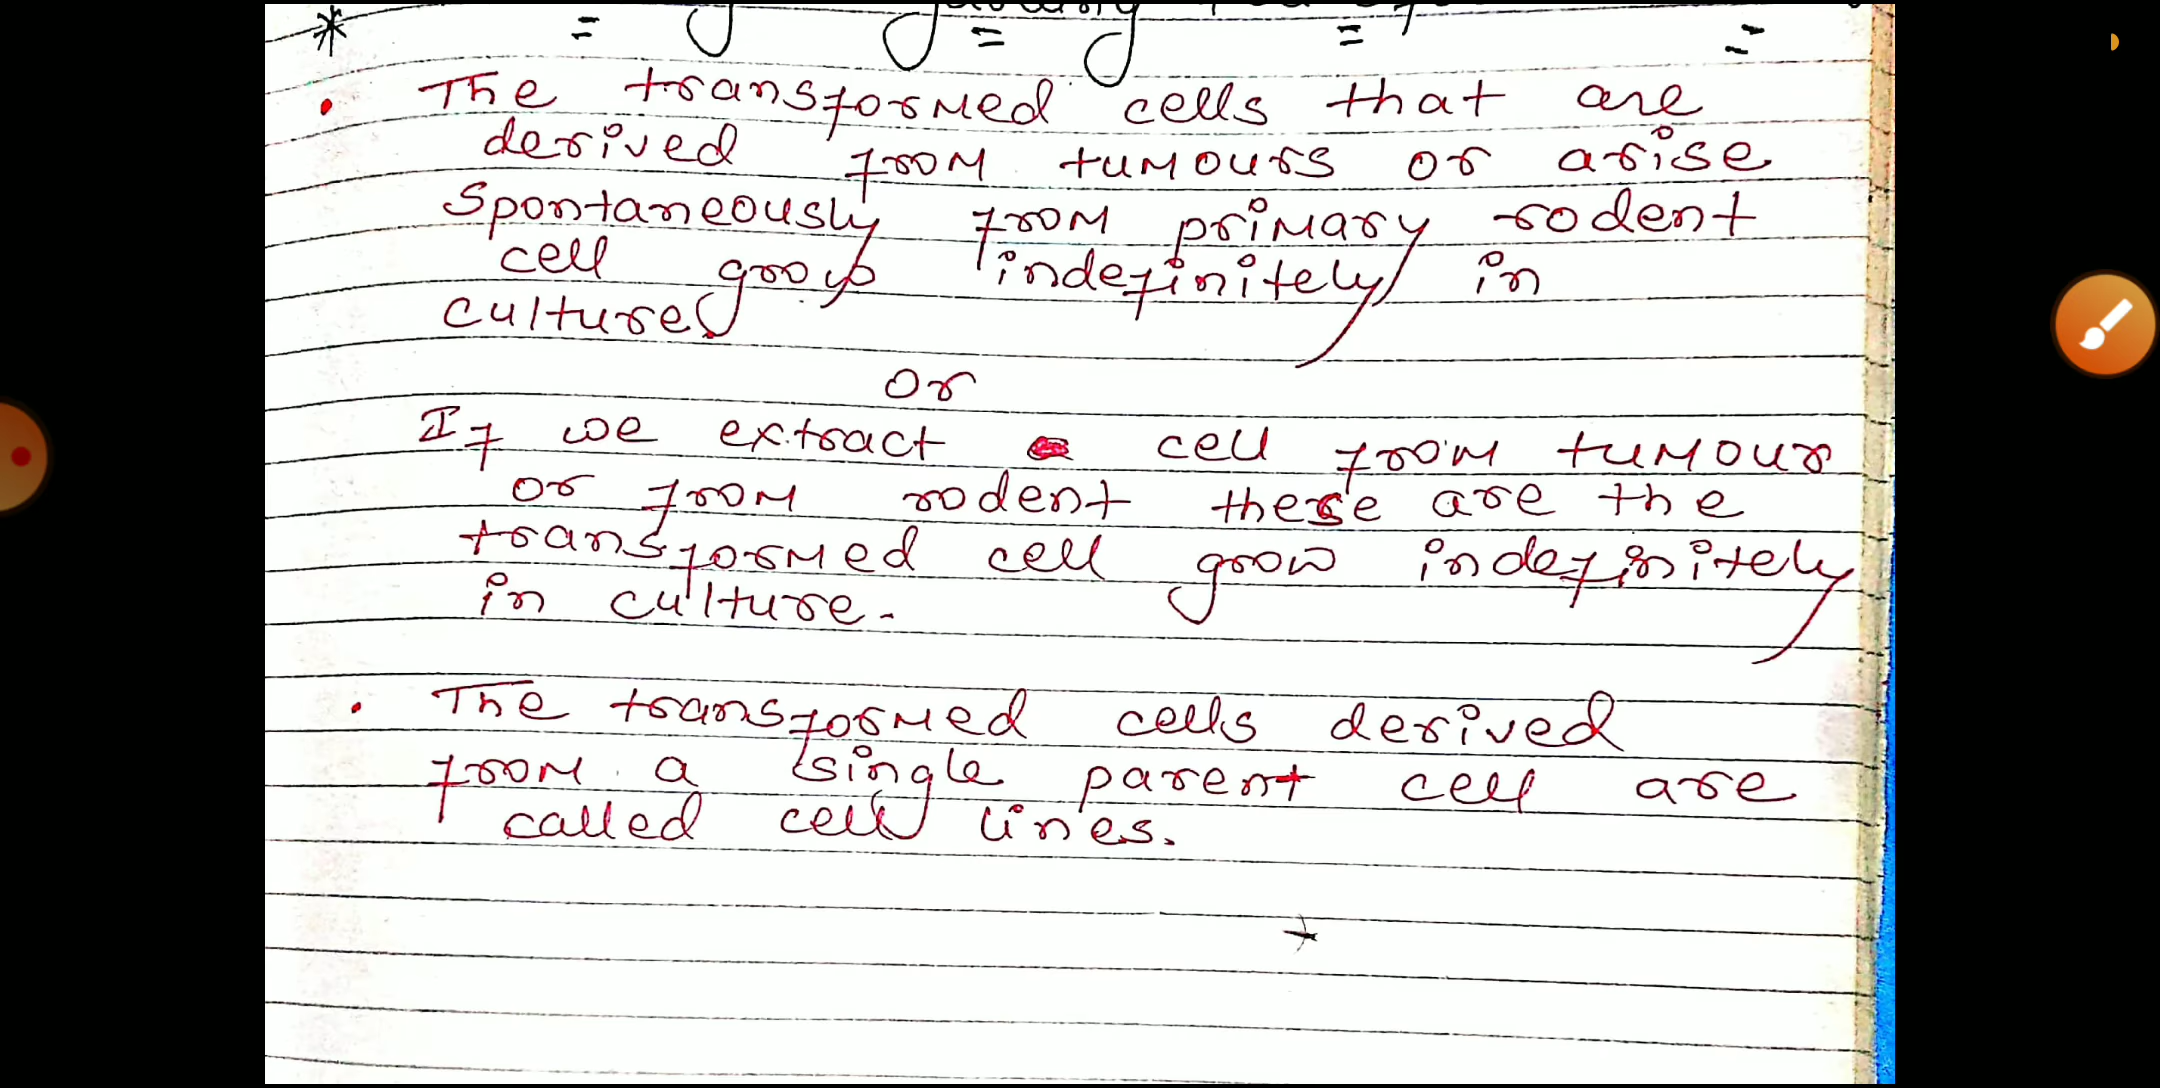 *
. The transformed cells that are
derived from tumours or arise
Spontaneously from primary rodent
cell group indefinitely in
culture.
or
If we extract cell from tumour
or from rodent these are the
transformed cell grow indefinitely
in culture.
. The transformed cells derived
from a single parent cell are
called cell lines.